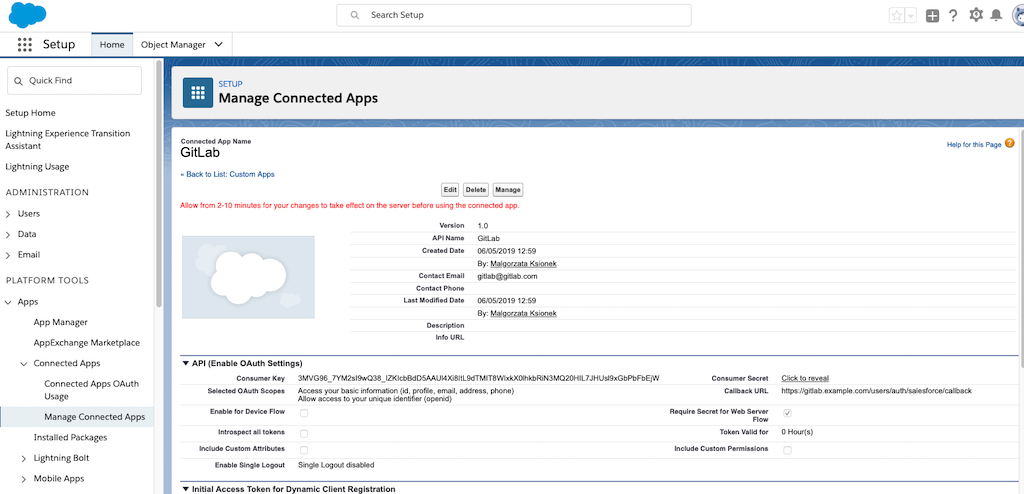 Search Setup
Setup
Home
Object Manager
Quick Find
Setup Home
Lightning Experience Transition
Assistant
Lightning Usage
ADMINISTRATION
Users
Data
Email
PLATFORM TOOLS
Apps
App Manager
AppExchange Marketplace
Connected Apps
Connected Apps OAuth
Usage
Manage Connected Apps
Installed Packages
Lightning Bolt
Mobile Apps
SETUP
Manage Connected Apps
Connected App Name
GitLab
Help for this Page
« Back to List: Custom Apps
Edit Delete Manage
Allow from 2-10 minutes for your changes to take effect on the server before using the connected app.
Version 1.0
API Name GitLab
Created Date 06/05/2019 12:59
By: Malgorzata Ksionek
Contact Email gitlab@gitlab.com
Contact Phone
Last Modified Date 06/05/2019 12:59
By: Malgorzata Ksionek
Description
Info URL
API (Enable OAuth Settings)
Consumer Key
Consumer Secret Click to reveal
Selected OAuth Scopes Access your basic information (id, profile, email, address, phone)
Allow access to your unique identifier (openid)
Callback URL https://gitlab.example.com/users/auth/salesforce/callback
Enable for Device Flow
Require Secret for Web Server
Flow
Introspect all tokens
Token Valid for 0 Hour(s)
Include Custom Attributes
Include Custom Permissions
Enable Single Logout Single Logout disabled
Initial Access Token for Dynamic Client Registration